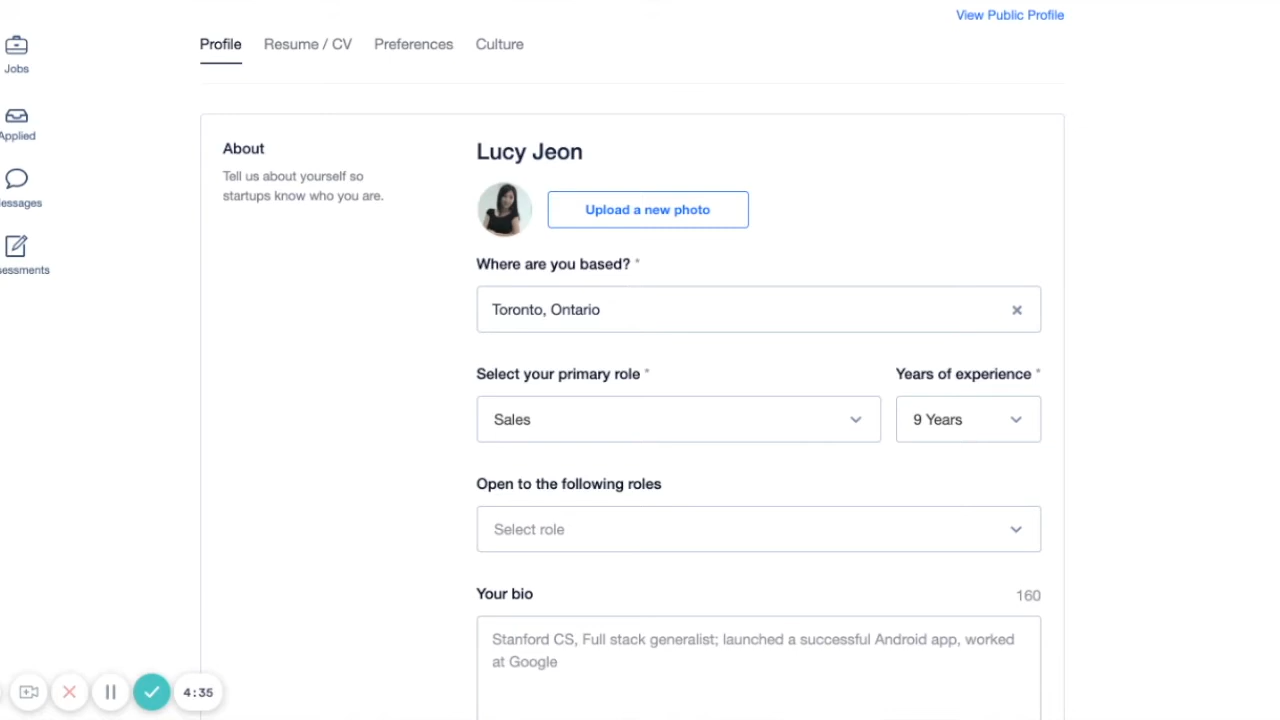 View Public Profile
Profile
Resume / CV
Preferences
Culture
Jobs
Applied
essages
essments
About
Tell us about yourself so
startups know who you are.
Lucy Jeon
Upload a new photo
Where are you based? *
Toronto, Ontario
Select your primary role *
Years of experience *
Sales
9 Years
Open to the following roles
Select role
Your bio
160
Stanford CS, Full stack generalist; launched a successful Android app, worked
at Google
4:35